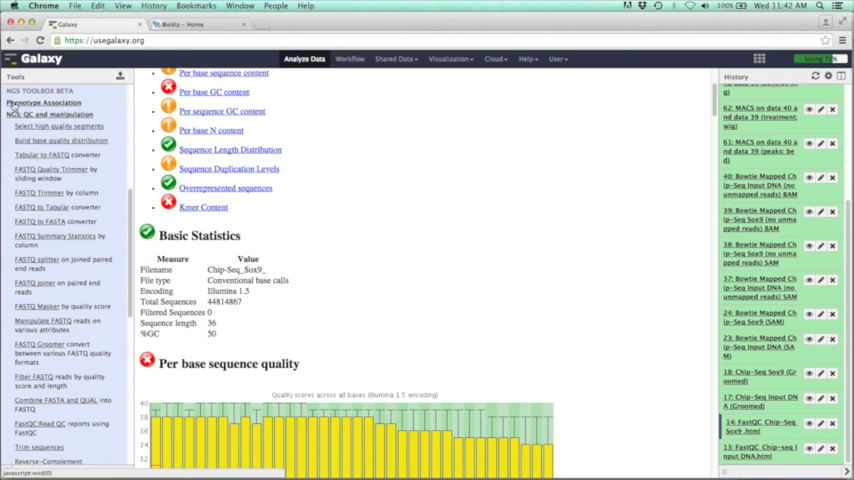 Chrome File Edit View History Bookmarks Window People Help
100% Wed 11:42 AM
Galaxy
BioViz - Home
https://usegalaxy.org
Galaxy
Analyze Data Workflow Shared Data Visualization Cloud Help User
Tools
NGS TOOLBOX BETA
Phenotype Association
NGS: QC and manipulation
Select high quality segments
Build base quality distribution
Tabular to FASTQ converter
FASTQ Quality Trimmer by
sliding window
FASTQ Trimmer by column
FASTQ to Tabular converter
FASTQ to FASTA converter
FASTQ Summary Statistics by
column
FASTQ splitter on joined paired
end reads
FASTQ joiner on paired end
reads
FASTQ Masker by quality score
Manipulate FASTQ reads on
various attributes
FASTQ Groomer convert
between various FASTQ quality
formats
Filter FASTQ reads by quality
score and length
Combine FASTA and QUAL into
FASTQ
FastQC:Read QC reports using
FastQC
Trim sequences
Reverse-Complement
javascript:void(0)
Per base sequence content
Per base GC content
Per sequence GC content
Per base N content
Sequence Length Distribution
Sequence Duplication Levels
Overrepresented sequences
Kmer Content
Basic Statistics
Measure Value
Filename Chip-Seq_Sox9_
File type Conventional base calls
Encoding Illumina 1.5
Total Sequences 44814867
Filtered Sequences 0
Sequence length 36
%GC 50
Per base sequence quality
Quality scores across all bases (Illumina 1.5 encoding)
40
38
36
34
32
History
g)
62: MACS on data 40 a
nd data 39 (treatment:
wig)
61: MACS on data 40 a
nd data 39 (peaks: be
d)
40: Bowtie Mapped Ch
ip-Seq Input DNA (no
unmapped reads) BAM
39: Bowtie Mapped Ch
ip-Seq Sox9 (no unma
pped reads) BAM
38: Bowtie Mapped Ch
ip-Seq Sox9 (no unma
pped reads) SAM
37: Bowtie Mapped Ch
ip-Seq Input DNA (no
unmapped reads) SAM
24: Bowtie Mapped Ch
ip-Seq Sox9 (SAM)
23: Bowtie Mapped Ch
ip-Seq Input DNA (SA
M)
18: Chip-Seq Sox9 (Gr
oomed)
17: Chip-Seq Input DN
A (Groomed)
14: FastQC_Chip-Seq_
Sox9_.html
13: FastQC_Chip-seq_I
nput DNA.html